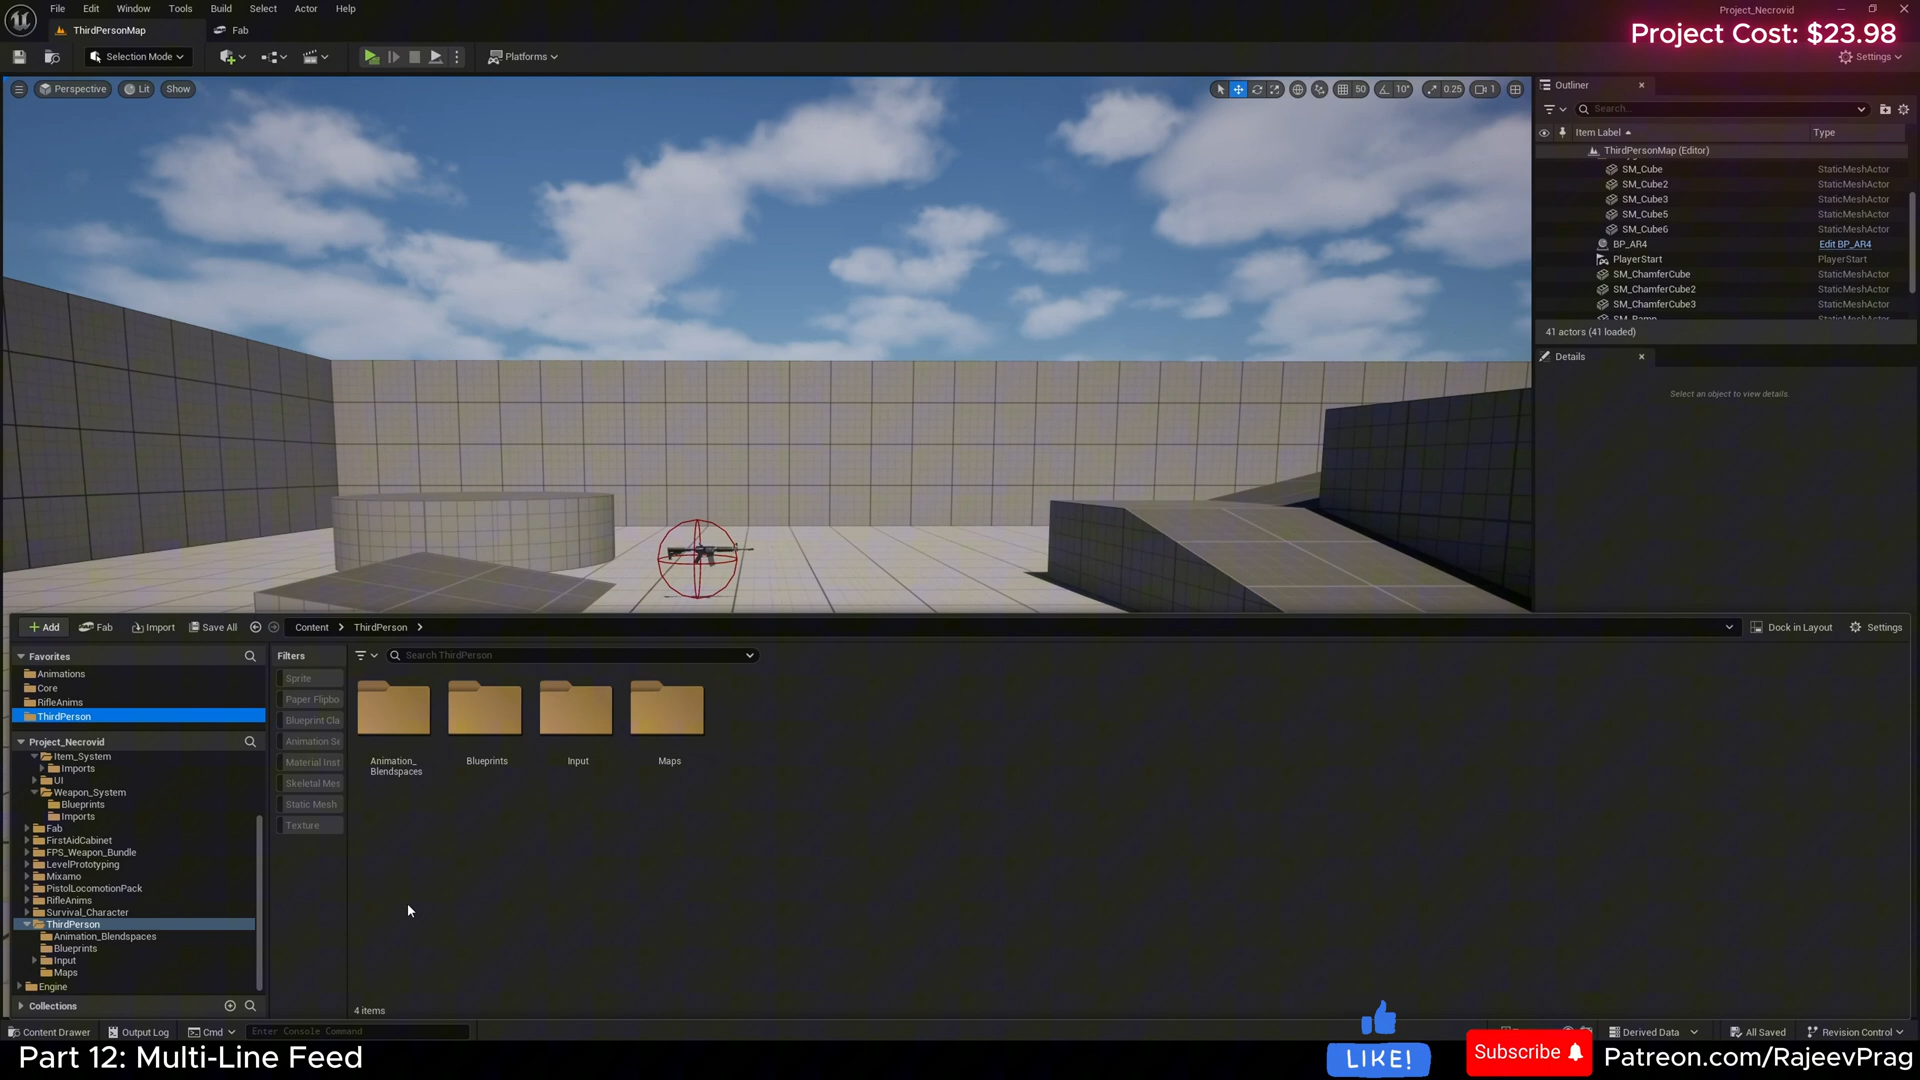 File Edit Window Tools Build Select Actor Help
Project_Necrovid
ThirdPersonMap
Fab
Project Cost: $23.98
Selection Mode
Platforms
Settings
Perspective
Lit
Show
50
10°
0.25
1
Outliner
Search...
Item Label
Type
ThirdPersonMap (Editor)
SM_Cube StaticMeshActor
SM_Cube2 StaticMeshActor
SM_Cube3 StaticMeshActor
SM_Cube5 StaticMeshActor
SM_Cube6 StaticMeshActor
BP_AR4 Edit BP_AR4
PlayerStart PlayerStart
SM_ChamferCube StaticMeshActor
SM_ChamferCube2 StaticMeshActor
SM_ChamferCube3 StaticMeshActor
41 actors (41 loaded)
Details
Select an object to view details.
Add
Fab
Import
Save All
Content
ThirdPerson
Dock in Layout
Settings
Favorites
Animations
Core
RifleAnims
ThirdPerson
Project_Necrovid
Item_System
Imports
UI
Weapon_System
Blueprints
Imports
Fab
FirstAidCabinet
FPS_Weapon_Bundle
LevelPrototyping
Mixamo
PistolLocomotionPack
RifleAnims
Survival_Character
ThirdPerson
Animation_Blendspaces
Blueprints
Input
Maps
Engine
Collections
Filters
Sprite
Paper Flipbo
Blueprint Cla
Animation Se
Material Inst
Skeletal Mes
Static Mesh
Texture
Search ThirdPerson
Animation_
Blendspaces
Blueprints
Input
Maps
4 items
Content Drawer
Output Log
Cmd
Enter Console Command
Derived Data
All Saved
Revision Control
Part 12: Multi-Line Feed
LIKE!
Subscribe
Patreon.com/RajeevPrag